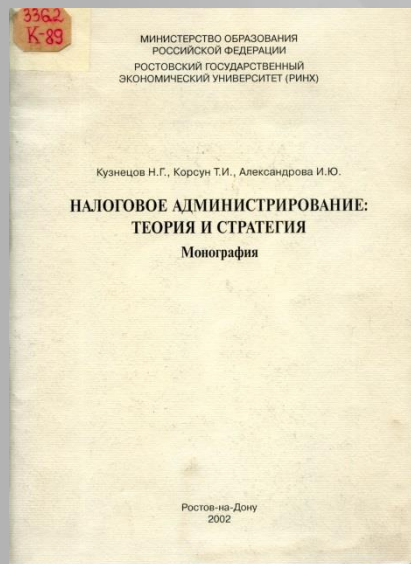 3362
К-89
МИНИСТЕРСТВО ОБРАЗОВАНИЯ
РОССИЙСКОЙ ФЕДЕРАЦИИ
РОСТОВСКИЙ ГОСУДАРСТВЕННЫЙ
ЭКОНОМИЧЕСКИЙ УНИВЕРСИТЕТ (РИНХ)
Кузнецов Н.Г., Корсун Т.И., Александрова И.Ю.
НАЛОГОВОЕ АДМИНИСТРИРОВАНИЕ:
ТЕОРИЯ И СТРАТЕГИЯ
Монография
Ростов-на-Дону
2002